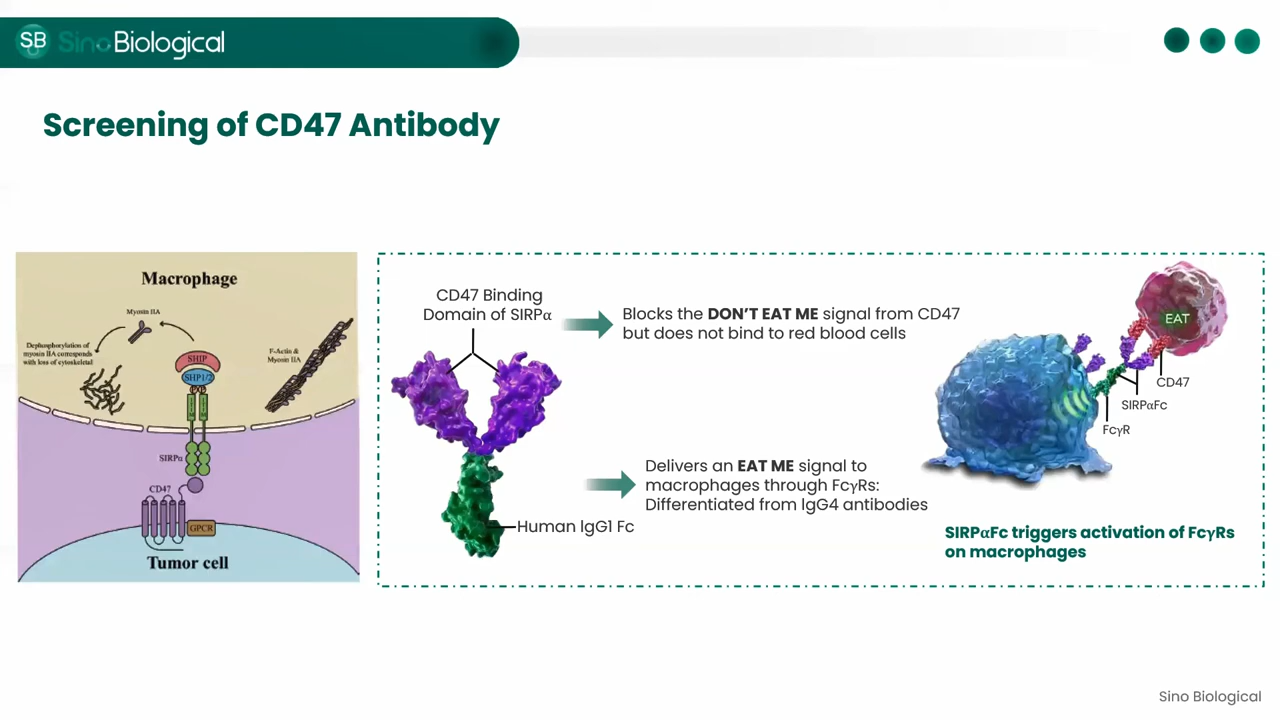 SB SinoBiological
Screening of CD47 Antibody
Macrophage
Myosin IIA
Dephosphorylation of
myosin IIA corresponds
with loss of cytoskeletal
SHIP
SHP1/2
F-Actin &
Myosin IIA
SIRPα
CD47
GPCR
Tumor cell
CD47 Binding
Domain of SIRPα
Blocks the DON'T EAT ME signal from CD47
but does not bind to red blood cells
Delivers an EAT ME signal to
macrophages through FcγRs:
Differentiated from lgG4 antibodies
Human lgG1 Fc
EAT
CD47
SIRPαFc
FcγR
SIRPαFc triggers activation of FcγRs
on macrophages
Sino Biological